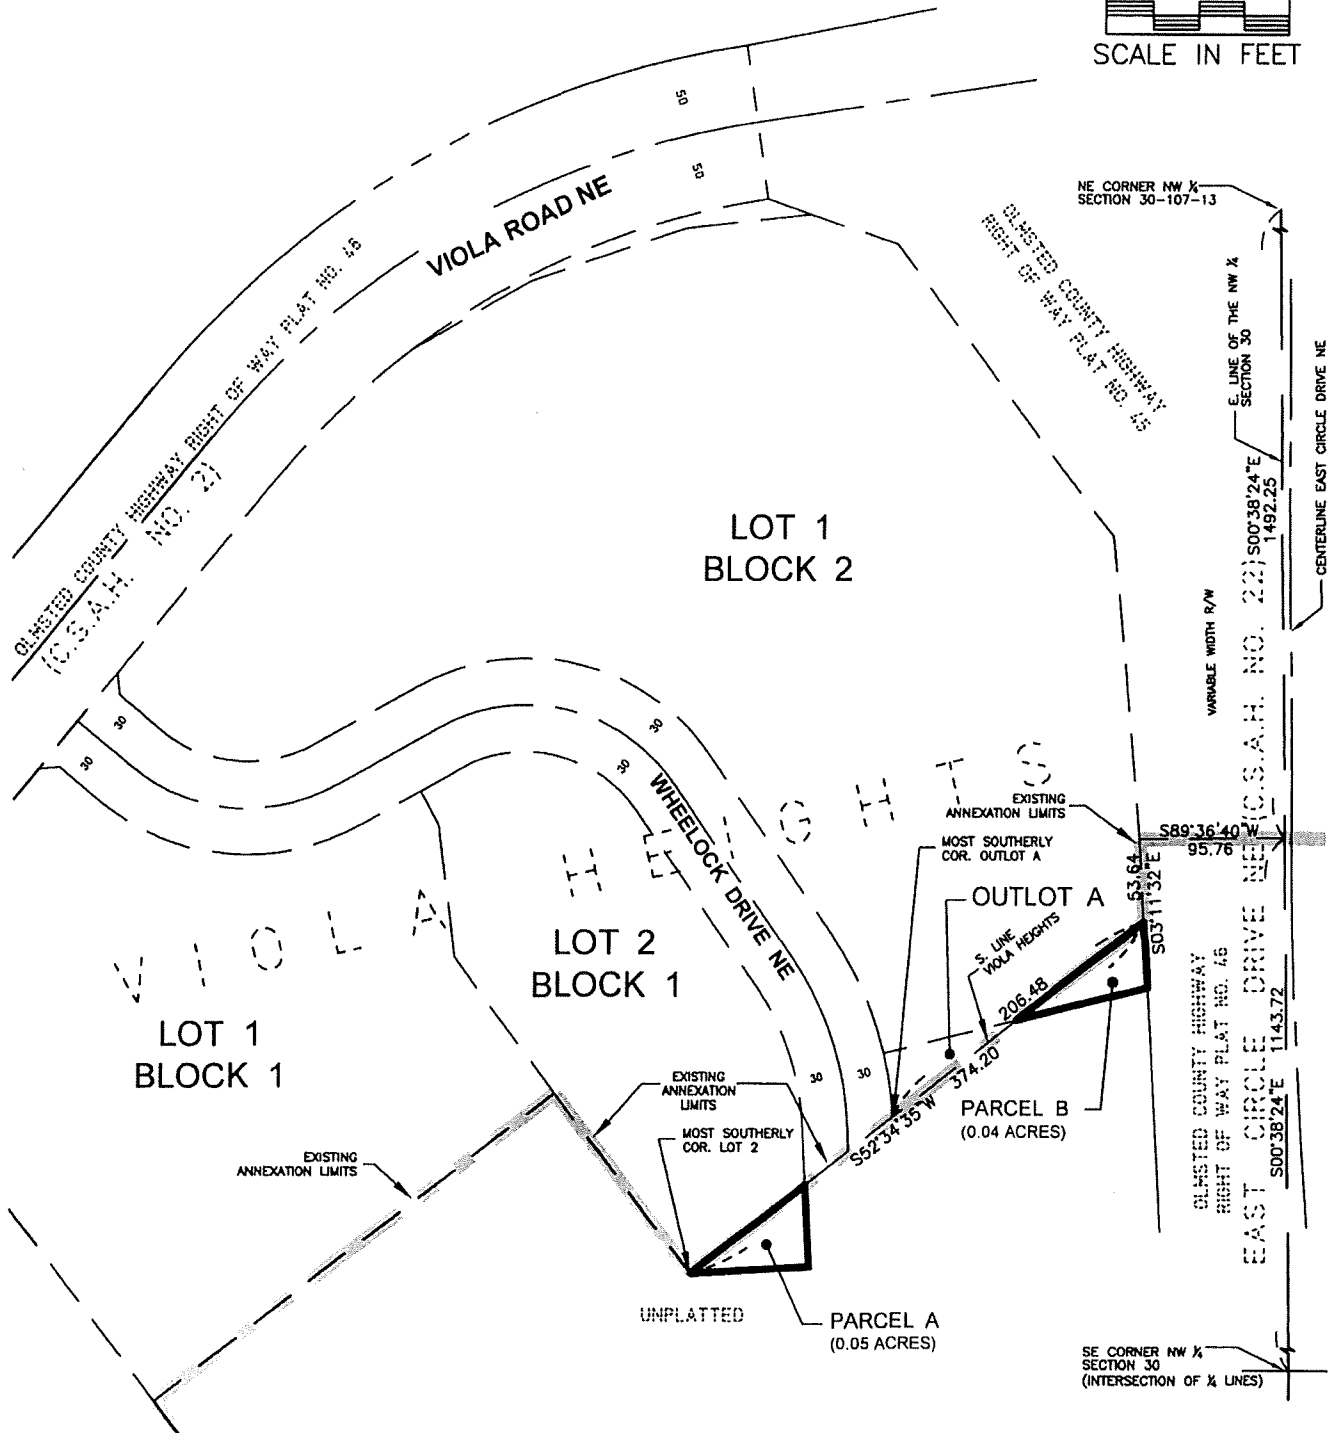 SCALE IN FEET
50
50
VIOLA ROAD NE
NE CORNER NW ¼
SECTION 30-107-13
OLMSTED COUNTY HIGHWAY
RIGHT OF WAY PLAT NO. 45
E. LINE OF THE NW ¼
SECTION 30
CENTERLINE EAST CIRCLE DRIVE NE
OLMSTED COUNTY HIGHWAY RIGHT OF WAY PLAT NO. 46
(C.S.A.H. NO. 2)
S00°38'24"E
1492.25
LOT 1
BLOCK 2
VARIABLE WIDTH R/W
30
30
30
30
WHEELOCK DRIVE NE
VIOLA HEIGHTS
EXISTING
ANNEXATION LIMITS
S89°36'40"W
95.76
MOST SOUTHERLY
COR. OUTLOT A
53.64
S03°11'32"E
OUTLOT A
S. LINE
VIOLA HEIGHTS
LOT 2
BLOCK 1
LOT 1
BLOCK 1
206.48
374.20
S52°34'35"W
30
30
EXISTING
ANNEXATION
LIMITS
PARCEL B
(0.04 ACRES)
MOST SOUTHERLY
COR. LOT 2
EXISTING
ANNEXATION LIMITS
OLMSTED COUNTY HIGHWAY
RIGHT OF WAY PLAT NO. 46
EAST CIRCLE DRIVE NE (C.S.A.H. NO. 22)
S00°38'24"E 1143.72
UNPLATTED
PARCEL A
(0.05 ACRES)
SE CORNER NW ¼
SECTION 30
(INTERSECTION OF ¼ LINES)